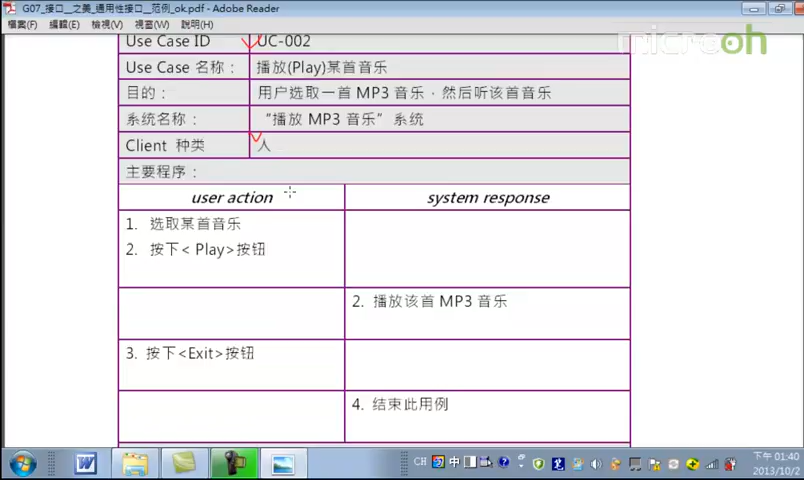 G07_接口__之美_通用性接口__范例_ok.pdf - Adobe Reader
檔案(F) 編輯(E) 檢視(V) 視窗(W) 說明(H)
microoh
Use Case ID UC-002
Use Case 名称： 播放(Play)某首音乐
目的： 用户选取一首 MP3 音乐，然后听该首音乐
系统名称： “播放 MP3 音乐”系统
Client 种类 人
主要程序：
user action system response
1. 选取某首音乐
2. 按下< Play>按钮
2. 播放该首 MP3 音乐
3. 按下<Exit>按钮
4. 结束此用例
CH 中
下午 01:40
2013/10/2